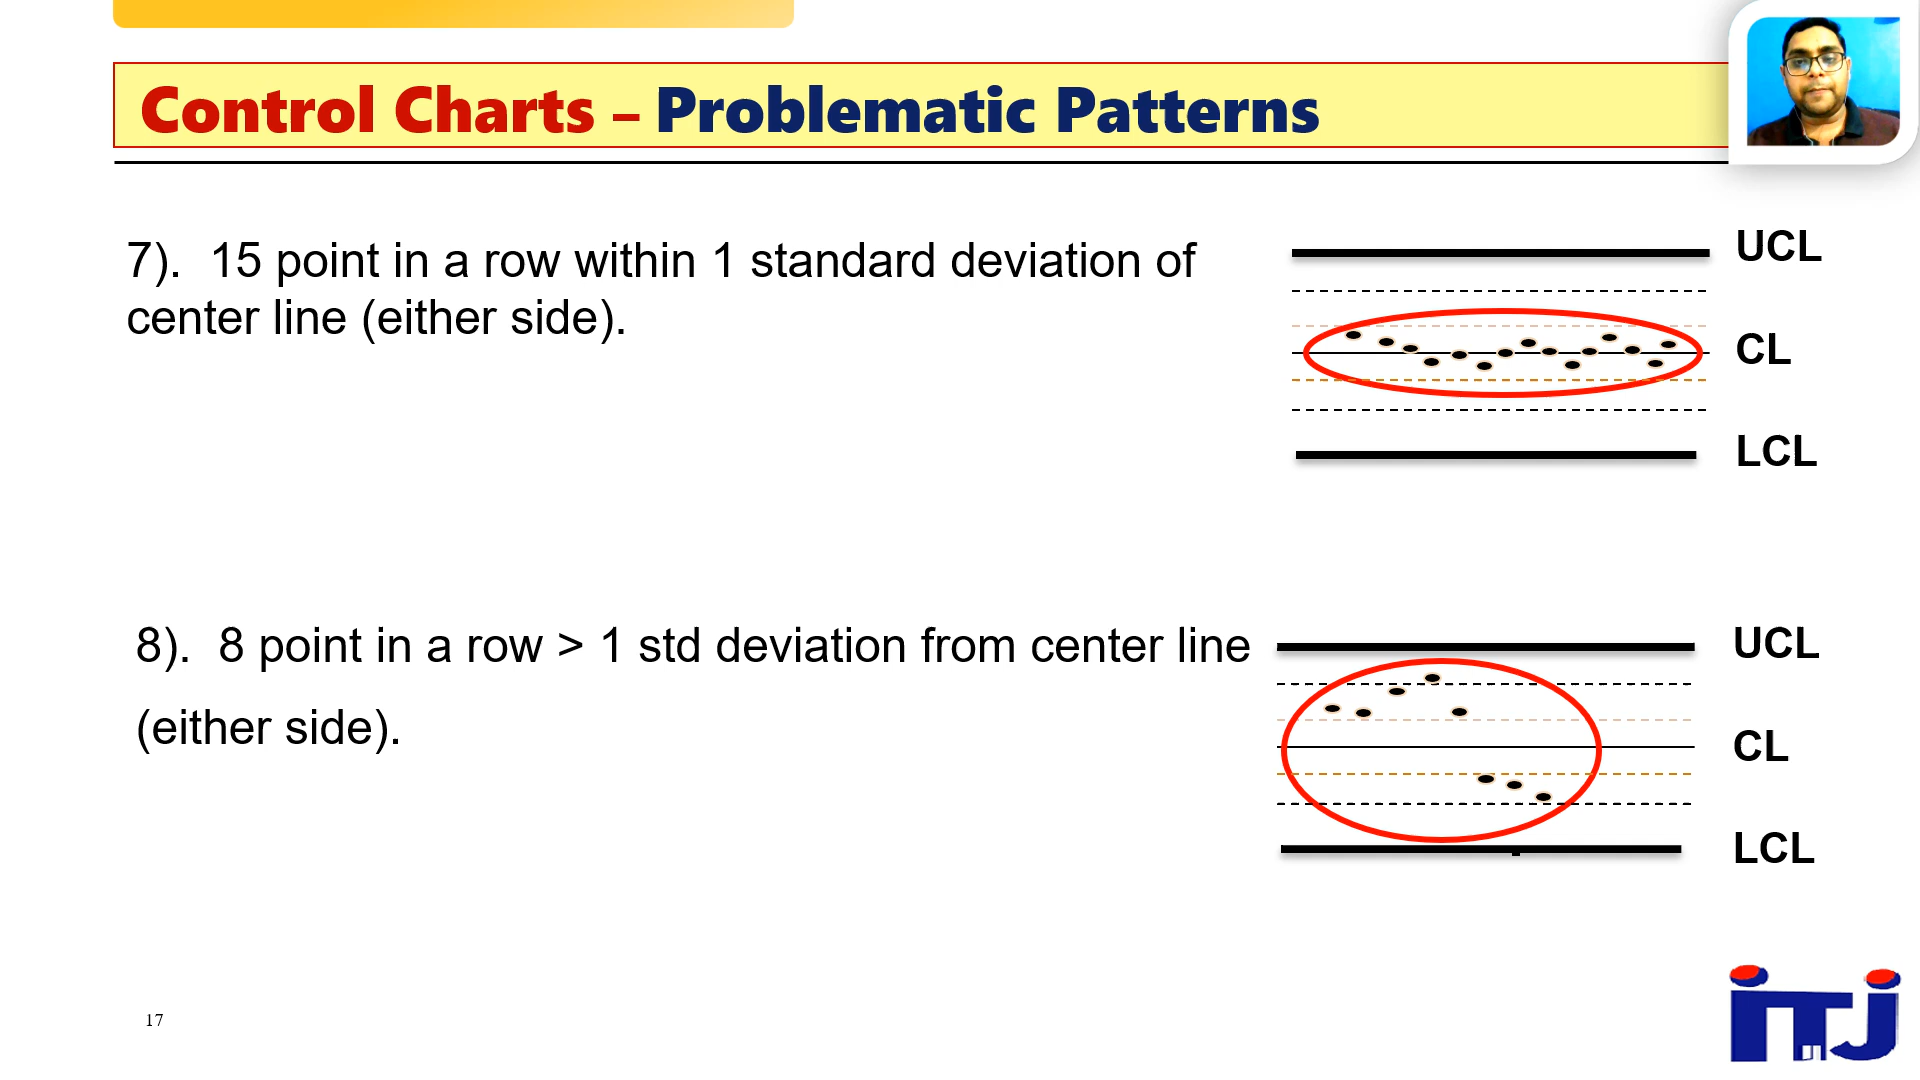 Control Charts – Problematic Patterns
7). 15 point in a row within 1 standard deviation of
center line (either side).
UCL
CL
LCL
8). 8 point in a row > 1 std deviation from center line
(either side).
UCL
CL
LCL
17
iTJ